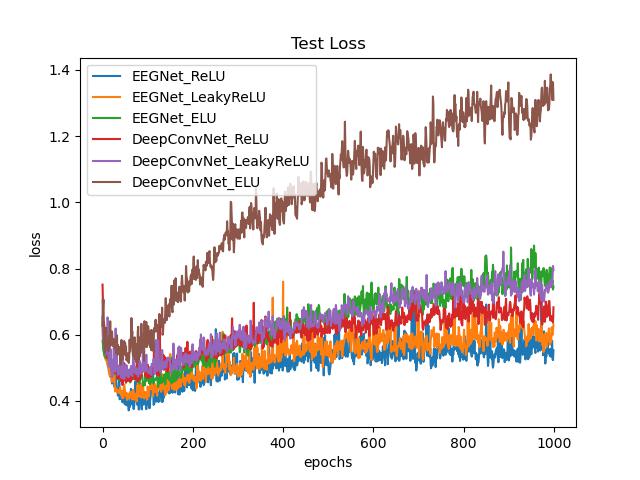 Test Loss
1.4
1.2
1.0
0.8
0.6
0.4
loss
EEGNet_ReLU
EEGNet_LeakyReLU
EEGNet_ELU
DeepConvNet_ReLU
DeepConvNet_LeakyReLU
DeepConvNet_ELU
0 200 400 600 800 1000
epochs